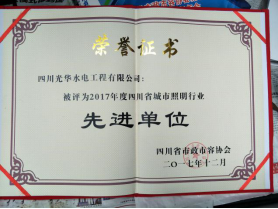 荣誉证书
四川光华水电工程有限公司：
被评为2017年度四川省城市照明行业
先进单位
四川省市政市容协会
二〇一七年十二月